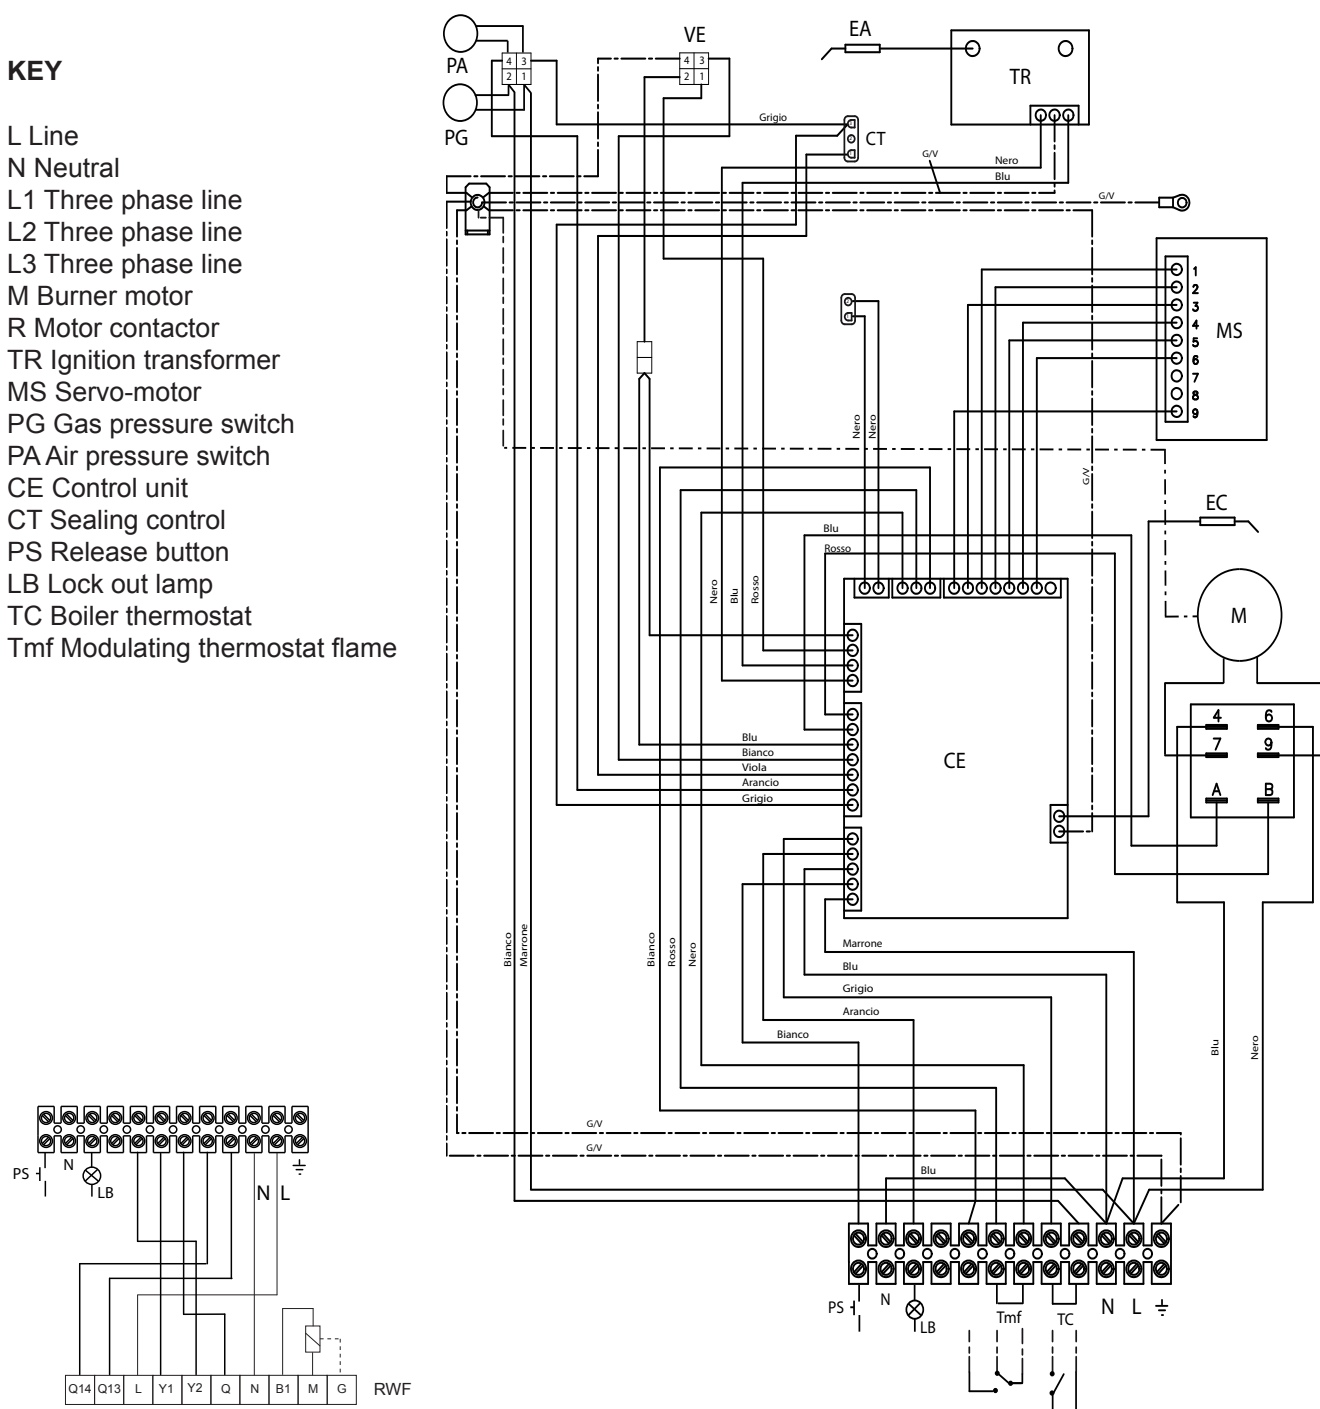 KEY
L Line
N Neutral
L1 Three phase line
L2 Three phase line
L3 Three phase line
M Burner motor
R Motor contactor
TR Ignition transformer
MS Servo-motor
PG Gas pressure switch
PA Air pressure switch
CE Control unit
CT Sealing control
PS Release button
LB Lock out lamp
TC Boiler thermostat
Tmf Modulating thermostat flame
PA
4 3
2 1
PG
VE
4 3
2 1
EA
TR
Grigio
CT
G/V
Nero
Blu
G/V
MS
1
2
3
4
5
6
7
8
9
Nero
Nero
G/V
EC
Blu
Rosso
Nero
Blu
Rosso
M
4 6
7 9
A B
CE
Blu
Bianco
Viola
Arancio
Grigio
Bianco
Marrone
Bianco
Rosso
Nero
Marrone
Blu
Grigio
Arancio
Bianco
Blu
Nero
G/V
G/V
Blu
PS
N
LB
Tmf
TC
N L
PS
N
LB
N L
Q14 Q13 L Y1 Y2 Q N B1 M G RWF